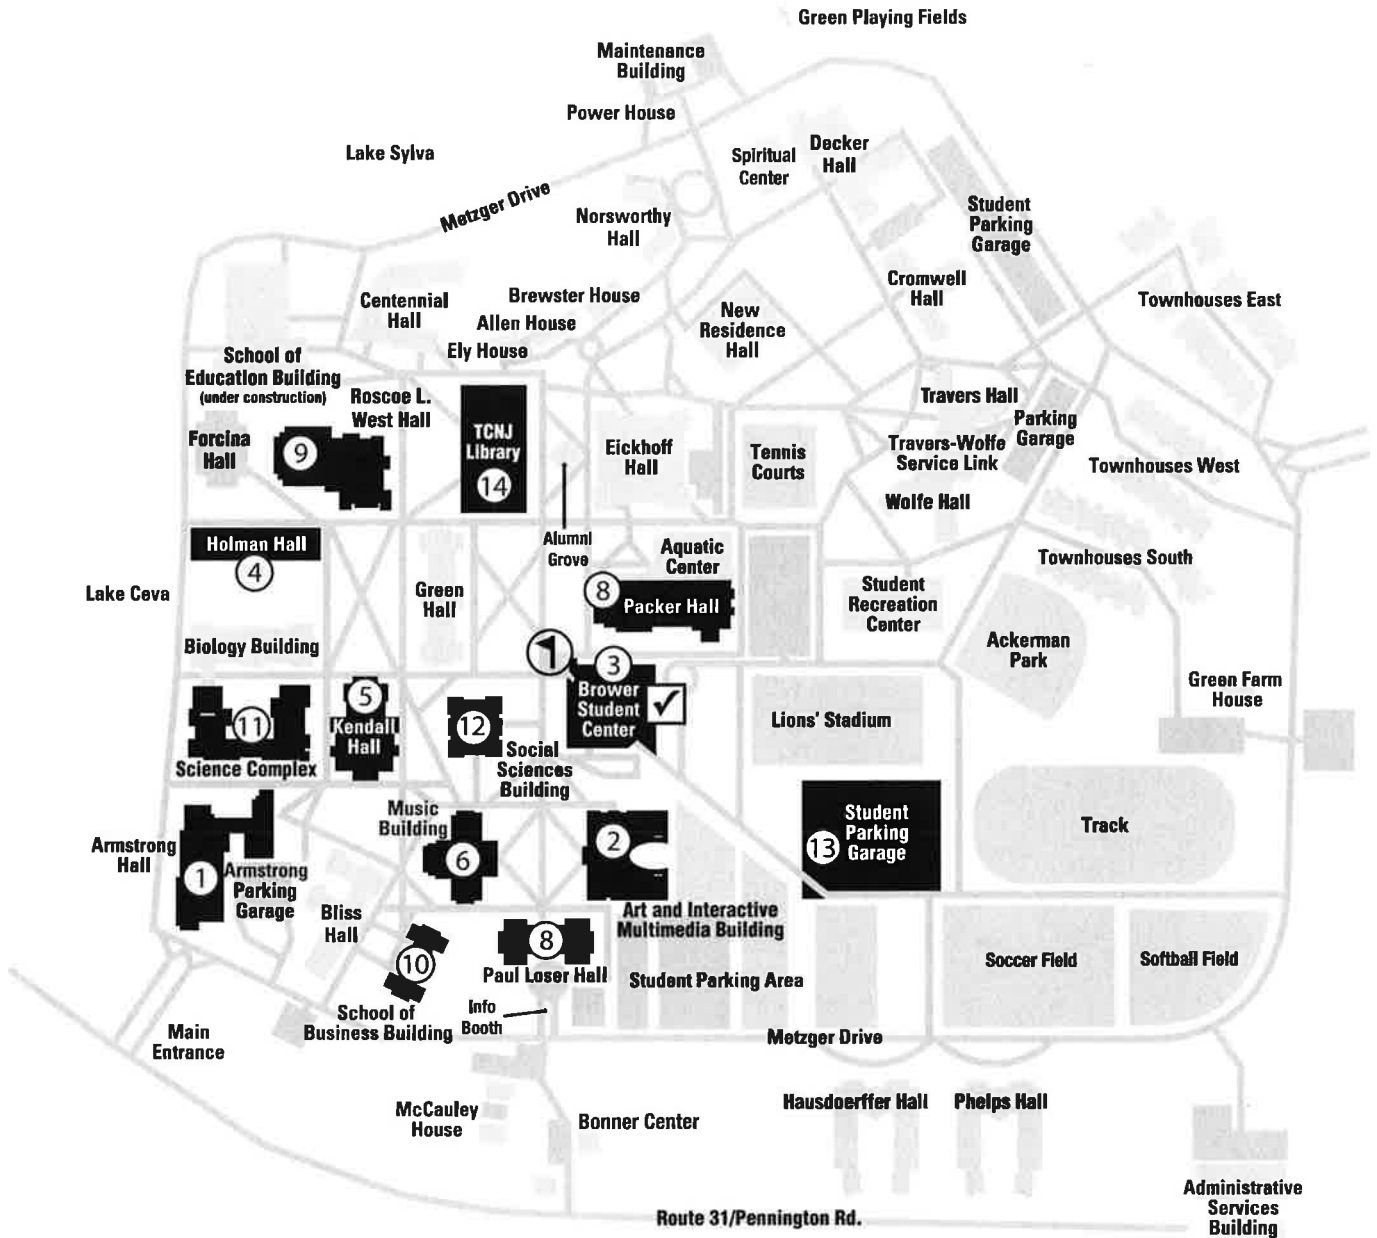 Green Playing Fields
Maintenance
Building
Power House
Lake Sylva
Spiritual
Center
Decker
Hall
Metzger Drive
Norsworthy
Hall
Student
Parking
Garage
Cromwell
Hall
Townhouses East
Centennial
Hall
Brewster House
Allen House
Ely House
New
Residence
Hall
School of
Education Building
(under construction)
Roscoe L.
West Hall
Forcina
Hall
9
TCNJ
Library
14
Eickhoff
Hall
Tennis
Courts
Travers Hall
Parking
Garage
Travers-Wolfe
Service Link
Wolfe Hall
Townhouses West
Holman Hall
4
Alumni
Grove
Aquatic
Center
8
Packer Hall
Townhouses South
Lake Ceva
Green
Hall
Student
Recreation
Center
Ackerman
Park
Biology Building
Green Farm
House
3
Brower
Student
Center
5
Kendall
Hall
11
Science Complex
12
Social
Sciences
Building
Lions' Stadium
Music
Building
6
2
Student
Parking
Garage
13
Track
Armstrong
Hall
1
Armstrong
Parking
Garage
Bliss
Hall
Art and Interactive
Multimedia Building
8
Paul Loser Hall
10
School of
Business Building
Student Parking Area
Soccer Field
Softball Field
Info
Booth
Main
Entrance
Metzger Drive
McCauley
House
Bonner Center
Hausdoerffer Hall
Phelps Hall
Administrative
Services
Building
Route 31/Pennington Rd.